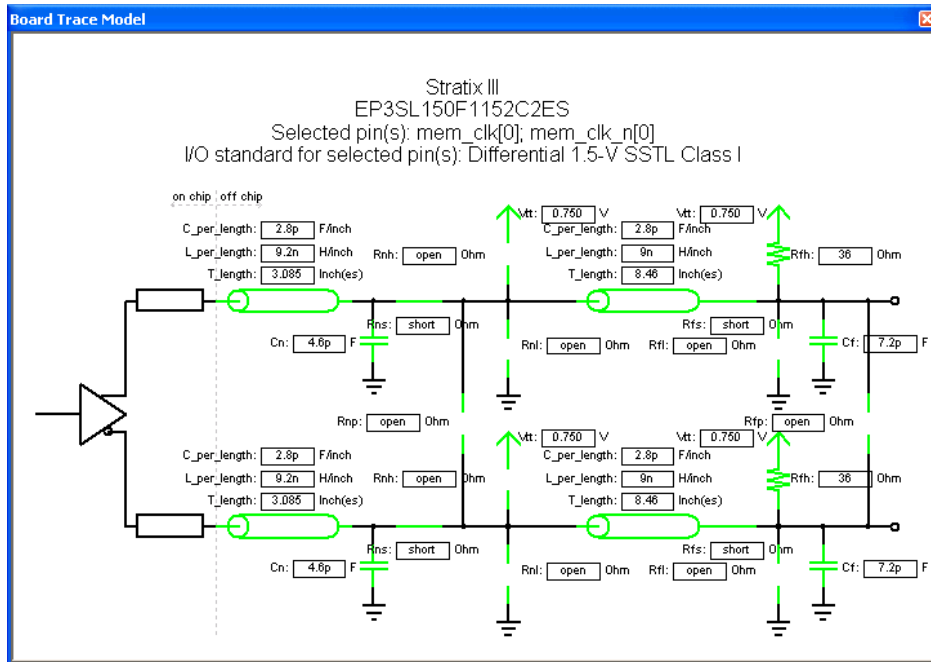 Board Trace Model
Stratix III
EP3SL150F1152C2ES
Selected pin(s): mem_clk[0]; mem_clk_n[0]
I/O standard for selected pin(s): Differential 1.5-V SSTL Class I
on chip off chip
Vtt: 0.750 V Vtt: 0.750 V
C_per_length: 2.8p F/inch C_per_length: 2.8p F/inch
L_per_length: 9.2n H/inch Rnh: open Ohm L_per_length: 9n H/inch Rfh: 36 Ohm
T_length: 3.085 Inch(es) T_length: 8.46 Inch(es)
Rns: short Ohm Rfs: short Ohm
Cn: 4.6p F Rnl: open Ohm Rfl: open Ohm Cf: 7.2p F
Rnp: open Ohm Rfp: open Ohm
Vtt: 0.750 V Vtt: 0.750 V
C_per_length: 2.8p F/inch C_per_length: 2.8p F/inch
L_per_length: 9.2n H/inch Rnh: open Ohm L_per_length: 9n H/inch Rfh: 36 Ohm
T_length: 3.085 Inch(es) T_length: 8.46 Inch(es)
Rns: short Ohm Rfs: short Ohm
Cn: 4.6p F Rnl: open Ohm Rfl: open Ohm Cf: 7.2p F